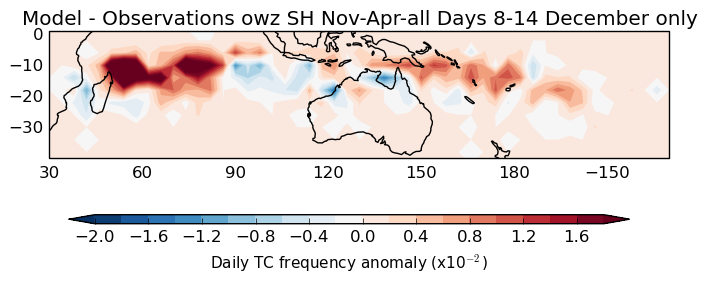 Model - Observations owz SH Nov-Apr-all Days 8-14 December only
0
−10
−20
−30
30 60 90 120 150 180 −150
−2.0 −1.6 −1.2 −0.8 −0.4 0.0 0.4 0.8 1.2 1.6
Daily TC frequency anomaly (x10⁻²)